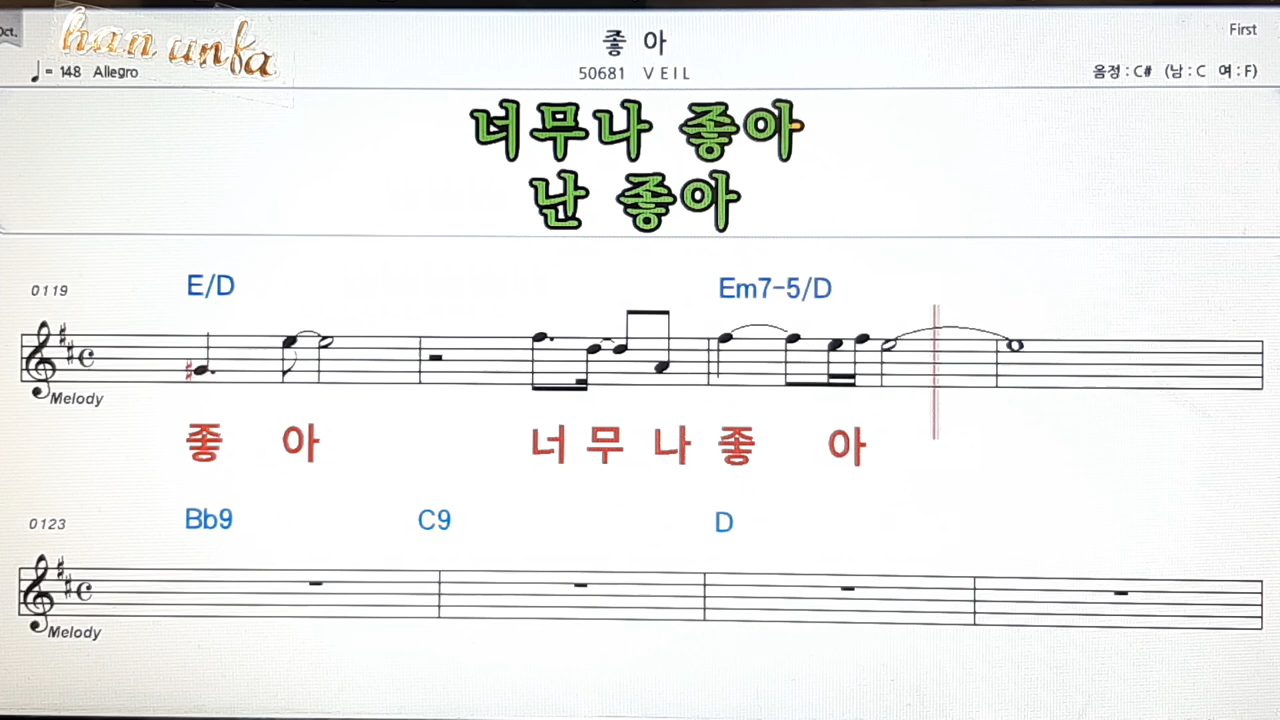 Oct.
han unfa
좋 아
First
♩= 148 Allegro
50681 VEIL
음정 : C# (남 : C 여 : F)
너무나 좋아
난 좋아
0119
E/D
Em7-5/D
Melody
좋 아 너 무 나 좋 아
0123
Bb9 C9 D
Melody